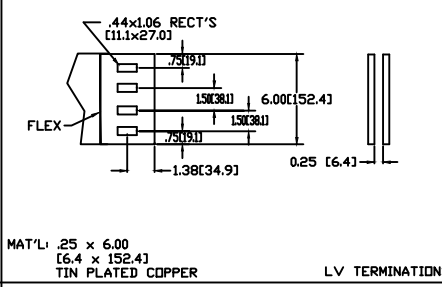 .44x1.06 RECT'S
[11.1x27.0]
.75[19.1]
1.50[38.1]
6.00[152.4]
1.50[38.1]
FLEX
.75[19.1]
1.38[34.9]
0.25 [6.4]
MAT'L: .25 x 6.00
[6.4 x 152.4]
TIN PLATED COPPER
LV TERMINATION